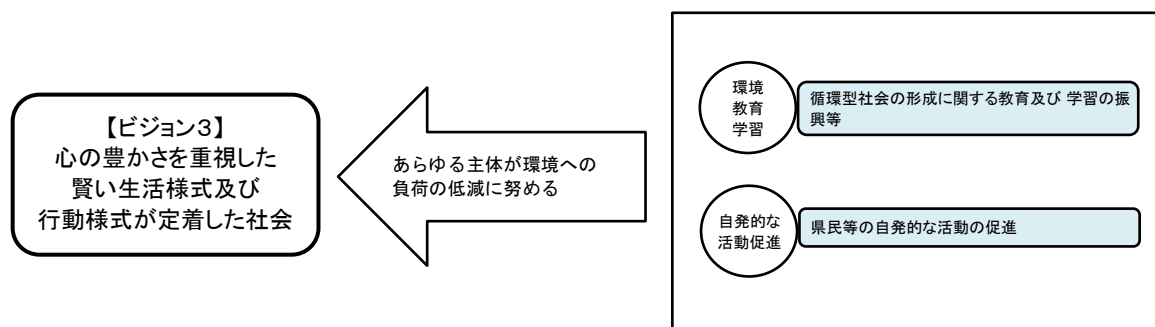 【ビジョン3】
心の豊かさを重視した
賢い生活様式及び
行動様式が定着した社会
あらゆる主体が環境への
負荷の低減に努める
環境
教育
学習
循環型社会の形成に関する教育及び 学習の振
興等
自発的な
活動促進
県民等の自発的な活動の促進